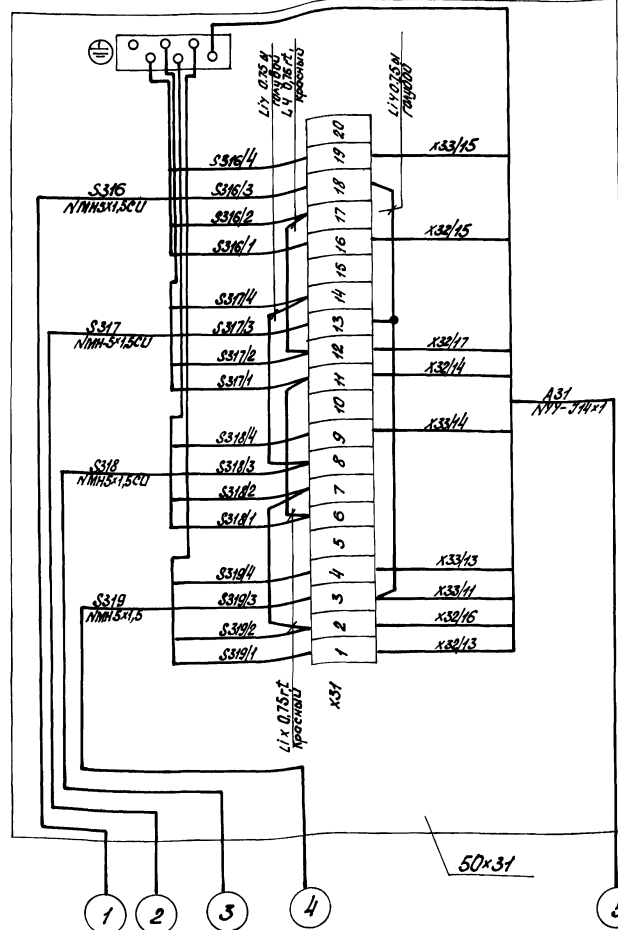 LiY 0.75 bl
голубой
LiY 0,75 rt,
красный
LiY 0.75 bl
голубой
20
19
18
17
16
15
14
13
12
11
10
9
8
7
6
5
4
3
2
1
X31
S316/4
S316
S316/3
NMH5X1,5CU
S316/2
S316/1
S317/4
S317
S317/3
NMH-5x1,5CU
S317/2
S317/1
S318/4
S318
S318/3
NMH5x1,5CU
S318/2
S318/1
S319/4
S319
S319/3
NMH5x1,5
S319/2
S319/1
X33/15
X32/15
X32/17
X32/14
X33/14
X33/13
X33/11
X32/16
X32/13
A31
NYY-J14x1
Lix 0,75 rt
красный
50x31
1
2
3
4